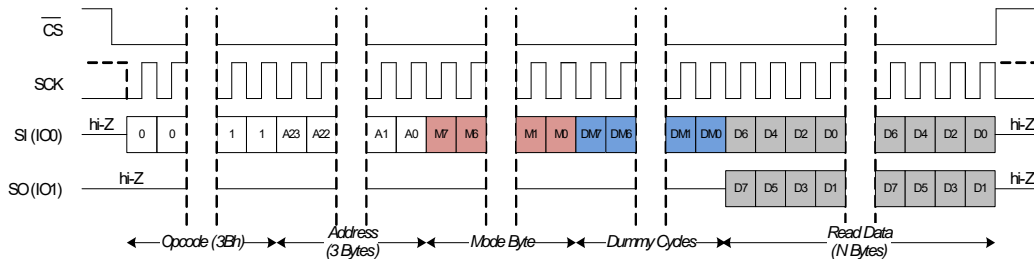 CS
SCK
hi-Z
SI (IO0) 0 0 1 1 A23 A22 A1 A0 M7 M6 M1 M0 DM7 DM6 DM1 DM0 D6 D4 D2 D0 D6 D4 D2 D0 hi-Z
hi-Z
SO (IO1) D7 D5 D3 D1 D7 D5 D3 D1 hi-Z
Opcode (3Bh) Address Mode Byte Dummy Cycles Read Data
(3 Bytes) (N Bytes)